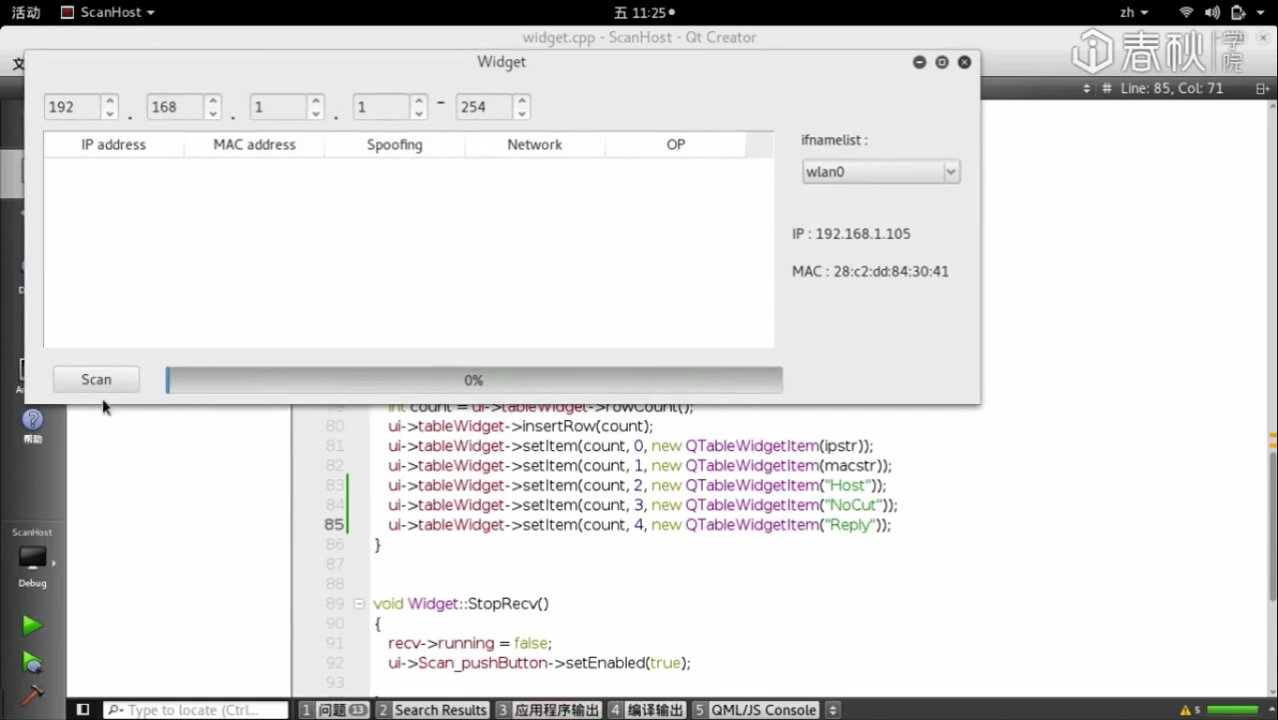 活动 ScanHost 五 11:25 zh
widget.cpp - ScanHost - Qt Creator
春秋 学院
文
Widget
Line: 85, Col: 71
192 . 168 . 1 . 1 - 254
IP address MAC address Spoofing Network OP
ifnamelist :
wlan0
IP : 192.168.1.105
MAC : 28:c2:dd:84:30:41
Scan 0%
int count = ui->tableWidget->rowCount();
80 ui->tableWidget->insertRow(count);
81 ui->tableWidget->setItem(count, 0, new QTableWidgetItem(ipstr));
82 ui->tableWidget->setItem(count, 1, new QTableWidgetItem(macstr));
83 ui->tableWidget->setItem(count, 2, new QTableWidgetItem("Host"));
84 ui->tableWidget->setItem(count, 3, new QTableWidgetItem("NoCut"));
85 ui->tableWidget->setItem(count, 4, new QTableWidgetItem("Reply"));
86 }
87
88
89 void Widget::StopRecv()
90 {
91 recv->running = false;
92 ui->Scan_pushButton->setEnabled(true);
93
帮助
ScanHost
Debug
Type to locate (Ctrl... 1 问题 13 2 Search Results 3 应用程序输出 4 编译输出 5 QML/JS Console 5